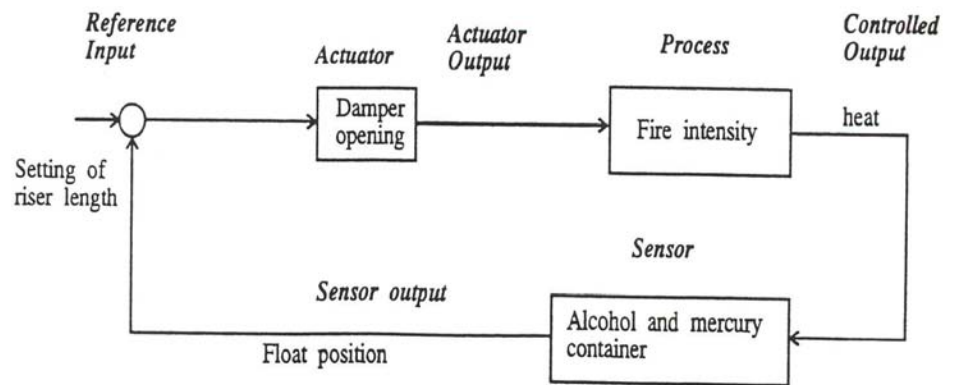 Reference
Input
Actuator
Actuator
Output
Process
Controlled
Output
Damper
opening
Fire intensity
heat
Setting of
riser length
Sensor
Sensor output
Alcohol and mercury
container
Float position